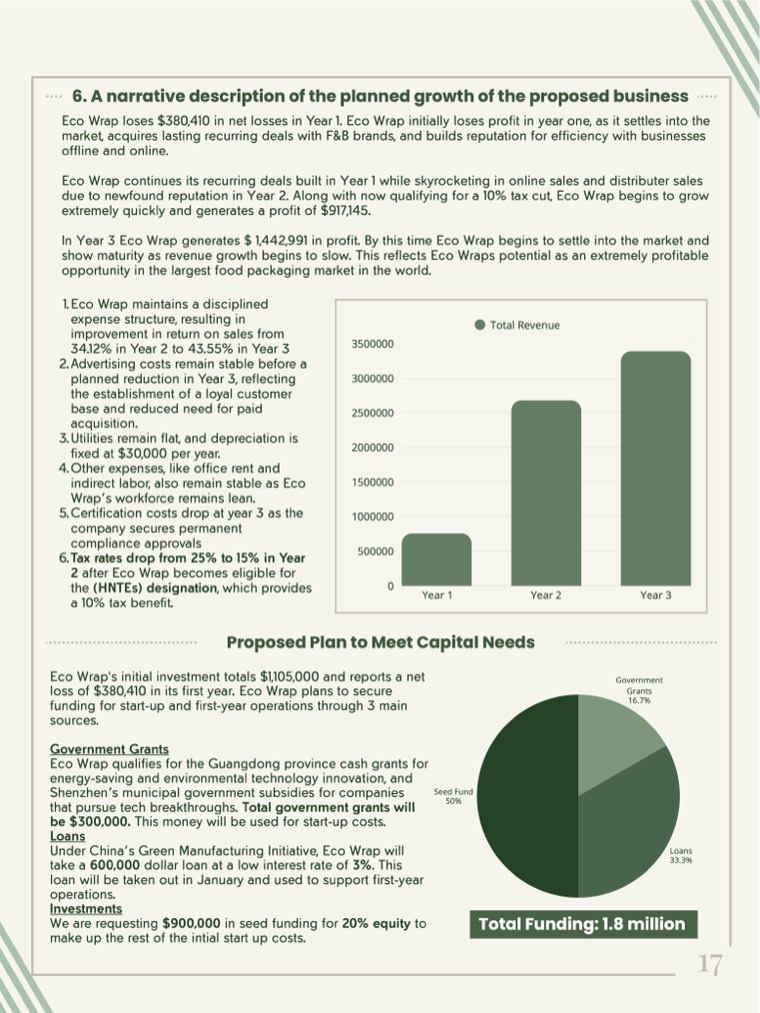 6. A narrative description of the planned growth of the proposed business
Eco Wrap loses $380,410 in net losses in Year 1. Eco Wrap initially loses profit in year one, as it settles into the
market, acquires lasting recurring deals with F&B brands, and builds reputation for efficiency with businesses
offline and online.
Eco Wrap continues its recurring deals built in Year 1 while skyrocketing in online sales and distributer sales
due to newfound reputation in Year 2. Along with now qualifying for a 10% tax cut, Eco Wrap begins to grow
extremely quickly and generates a profit of $917,145.
In Year 3 Eco Wrap generates $ 1,442,991 in profit. By this time Eco Wrap begins to settle into the market and
show maturity as revenue growth begins to slow. This reflects Eco Wraps potential as an extremely profitable
opportunity in the largest food packaging market in the world.
1. Eco Wrap maintains a disciplined
expense structure, resulting in
improvement in return on sales from
34.12% in Year 2 to 43.55% in Year 3
2. Advertising costs remain stable before a
planned reduction in Year 3, reflecting
the establishment of a loyal customer
base and reduced need for paid
acquisition.
3. Utilities remain flat, and depreciation is
fixed at $30,000 per year.
4. Other expenses, like office rent and
indirect labor, also remain stable as Eco
Wrap's workforce remains lean.
5. Certification costs drop at year 3 as the
company secures permanent
compliance approvals
6. Tax rates drop from 25% to 15% in Year
2 after Eco Wrap becomes eligible for
the (HNTEs) designation, which provides
a 10% tax benefit.
Total Revenue
3500000
3000000
2500000
2000000
1500000
1000000
500000
0
Year 1
Year 2
Year 3
Proposed Plan to Meet Capital Needs
Eco Wrap's initial investment totals $1,105,000 and reports a net
loss of $380,410 in its first year. Eco Wrap plans to secure
funding for start-up and first-year operations through 3 main
sources.
Government Grants
Eco Wrap qualifies for the Guangdong province cash grants for
energy-saving and environmental technology innovation, and
Shenzhen's municipal government subsidies for companies
that pursue tech breakthroughs. Total government grants will
be $300,000. This money will be used for start-up costs.
Loans
Under China's Green Manufacturing Initiative, Eco Wrap will
take a 600,000 dollar loan at a low interest rate of 3%. This
loan will be taken out in January and used to support first-year
operations.
Investments
We are requesting $900,000 in seed funding for 20% equity to
make up the rest of the intial start up costs.
Government
Grants
16.7%
Seed Fund
50%
Loans
33.3%
Total Funding: 1.8 million
17